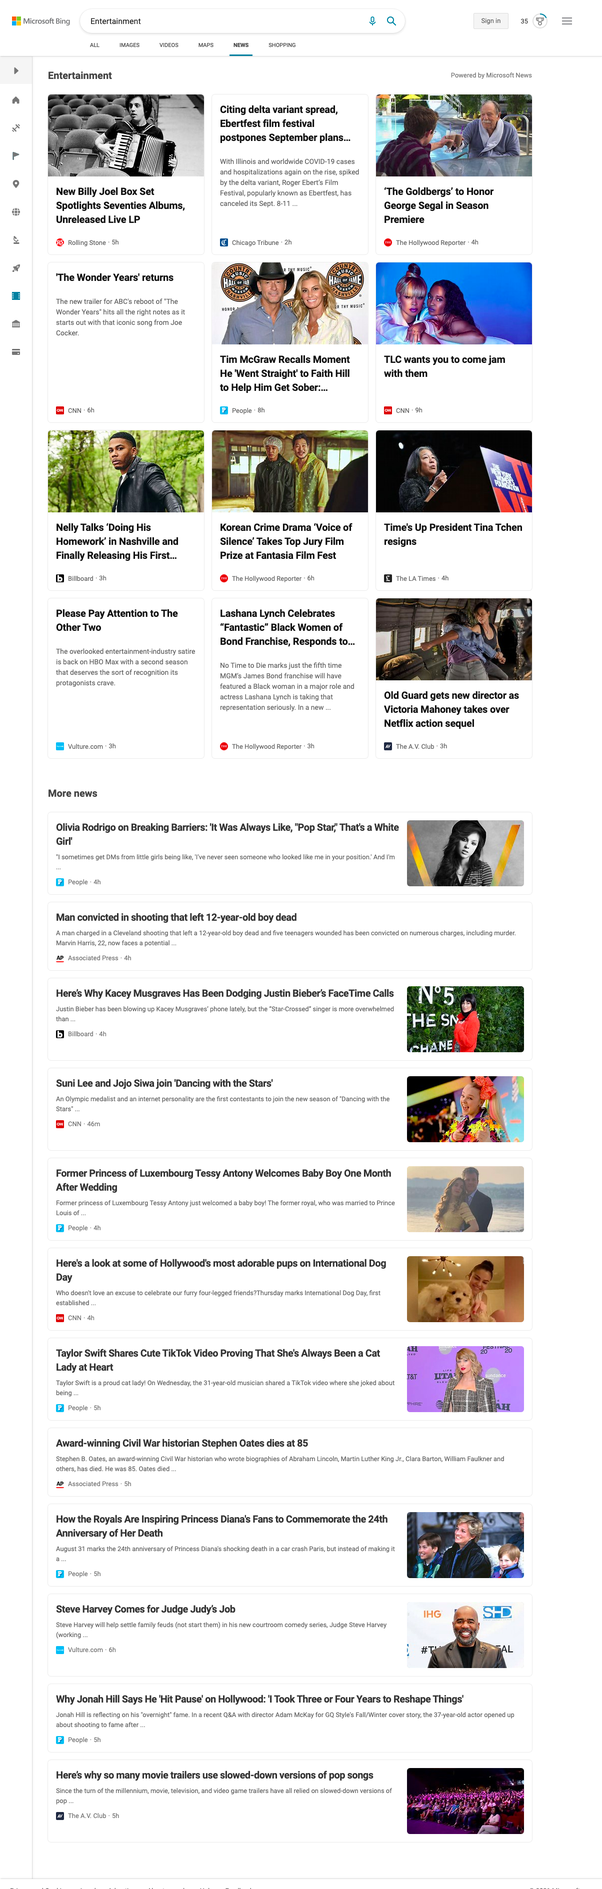 Microsoft Bing
Entertainment
Sign in
35
ALL
IMAGES
VIDEOS
MAPS
NEWS
SHOPPING
Entertainment
Powered by Microsoft News
New Billy Joel Box Set
Spotlights Seventies Albums,
Unreleased Live LP
Rolling Stone · 5h
Citing delta variant spread,
Ebertfest film festival
postpones September plans...
With Illinois and worldwide COVID-19 cases
and hospitalizations again on the rise, spiked
by the delta variant, Roger Ebert's Film
Festival, popularly known as Ebertfest, has
canceled its Sept. 8-11 ...
Chicago Tribune · 2h
'The Goldbergs' to Honor
George Segal in Season
Premiere
The Hollywood Reporter · 4h
'The Wonder Years' returns
The new trailer for ABC's reboot of "The
Wonder Years" hits all the right notes as it
starts out with that iconic song from Joe
Cocker.
CNN · 6h
Tim McGraw Recalls Moment
He 'Went Straight' to Faith Hill
to Help Him Get Sober:...
People · 8h
TLC wants you to come jam
with them
CNN · 9h
Nelly Talks 'Doing His
Homework' in Nashville and
Finally Releasing His First...
Billboard · 3h
Korean Crime Drama 'Voice of
Silence' Takes Top Jury Film
Prize at Fantasia Film Fest
The Hollywood Reporter · 6h
Time's Up President Tina Tchen
resigns
The LA Times · 4h
Please Pay Attention to The
Other Two
The overlooked entertainment-industry satire
is back on HBO Max with a second season
that deserves the sort of recognition its
protagonists crave.
Vulture.com · 3h
Lashana Lynch Celebrates
"Fantastic" Black Women of
Bond Franchise, Responds to...
No Time to Die marks just the fifth time
MGM's James Bond franchise will have
featured a Black woman in a major role and
actress Lashana Lynch is taking that
representation seriously. In a new ...
The Hollywood Reporter · 3h
Old Guard gets new director as
Victoria Mahoney takes over
Netflix action sequel
The A.V. Club · 3h
More news
Olivia Rodrigo on Breaking Barriers: 'It Was Always Like, "Pop Star," That's a White
Girl'
"I sometimes get DMs from little girls being like, 'I've never seen someone who looked like me in your position.' And I'm
...
People · 4h
Man convicted in shooting that left 12-year-old boy dead
A man charged in a Cleveland shooting that left a 12-year-old boy dead and five teenagers wounded has been convicted on numerous charges, including murder.
Marvin Harris, 22, now faces a potential ...
AP Associated Press · 4h
Here's Why Kacey Musgraves Has Been Dodging Justin Bieber's FaceTime Calls
Justin Bieber has been blowing up Kacey Musgraves' phone lately, but the "Star-Crossed" singer is more overwhelmed
than ...
Billboard · 4h
Suni Lee and Jojo Siwa join 'Dancing with the Stars'
An Olympic medalist and an internet personality are the first contestants to join the new season of "Dancing with the
Stars" ...
CNN · 46m
Former Princess of Luxembourg Tessy Antony Welcomes Baby Boy One Month
After Wedding
Former princess of Luxembourg Tessy Antony just welcomed a baby boy! The former royal, who was married to Prince
Louis of ...
People · 4h
Here's a look at some of Hollywood's most adorable pups on International Dog
Day
Who doesn't love an excuse to celebrate our furry four-legged friends?Thursday marks International Dog Day, first
established ...
CNN · 4h
Taylor Swift Shares Cute TikTok Video Proving That She's Always Been a Cat
Lady at Heart
Taylor Swift is a proud cat lady! On Wednesday, the 31-year-old musician shared a TikTok video where she joked about
being ...
People · 5h
Award-winning Civil War historian Stephen Oates dies at 85
Stephen B. Oates, an award-winning Civil War historian who wrote biographies of Abraham Lincoln, Martin Luther King Jr., Clara Barton, William Faulkner and
others, has died. He was 85. Oates died ...
AP Associated Press · 5h
How the Royals Are Inspiring Princess Diana's Fans to Commemorate the 24th
Anniversary of Her Death
August 31 marks the 24th anniversary of Princess Diana's shocking death in a car crash Paris, but instead of making it
a ...
People · 5h
Steve Harvey Comes for Judge Judy's Job
Steve Harvey will help settle family feuds (not start them) in his new courtroom comedy series, Judge Steve Harvey
(working ...
Vulture.com · 6h
IHG
Why Jonah Hill Says He 'Hit Pause' on Hollywood: 'I Took Three or Four Years to Reshape Things'
Jonah Hill is reflecting on his "overnight" fame. In a recent Q&A with director Adam McKay for GQ Style's Fall/Winter cover story, the 37-year-old actor opened up
about shooting to fame after ...
People · 5h
Here's why so many movie trailers use slowed-down versions of pop songs
Since the turn of the millennium, movie, television, and video game trailers have all relied on slowed-down versions of
pop ...
The A.V. Club · 5h